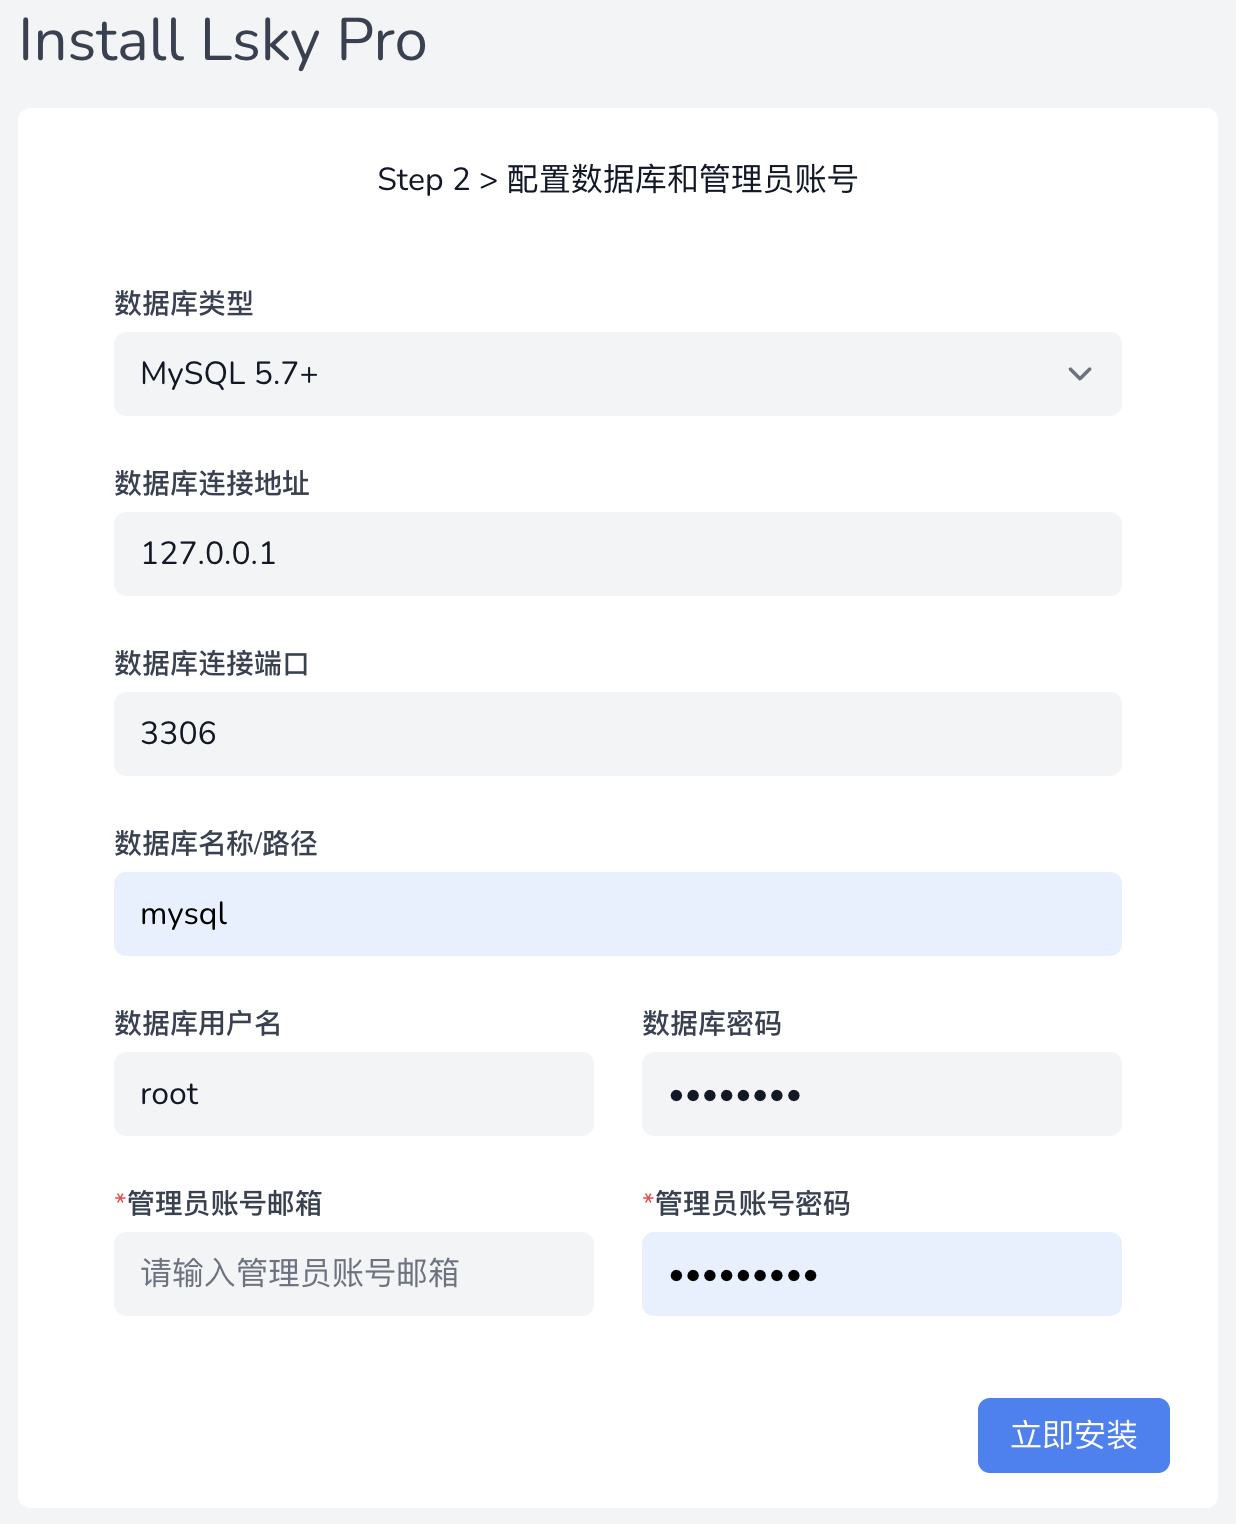 Install Lsky Pro
Step 2 > 配置数据库和管理员账号
数据库类型
MySQL 5.7+
数据库连接地址
127.0.0.1
数据库连接端口
3306
数据库名称/路径
mysql
数据库用户名 数据库密码
root ••••••••
*管理员账号邮箱 *管理员账号密码
请输入管理员账号邮箱 •••••••••
立即安装